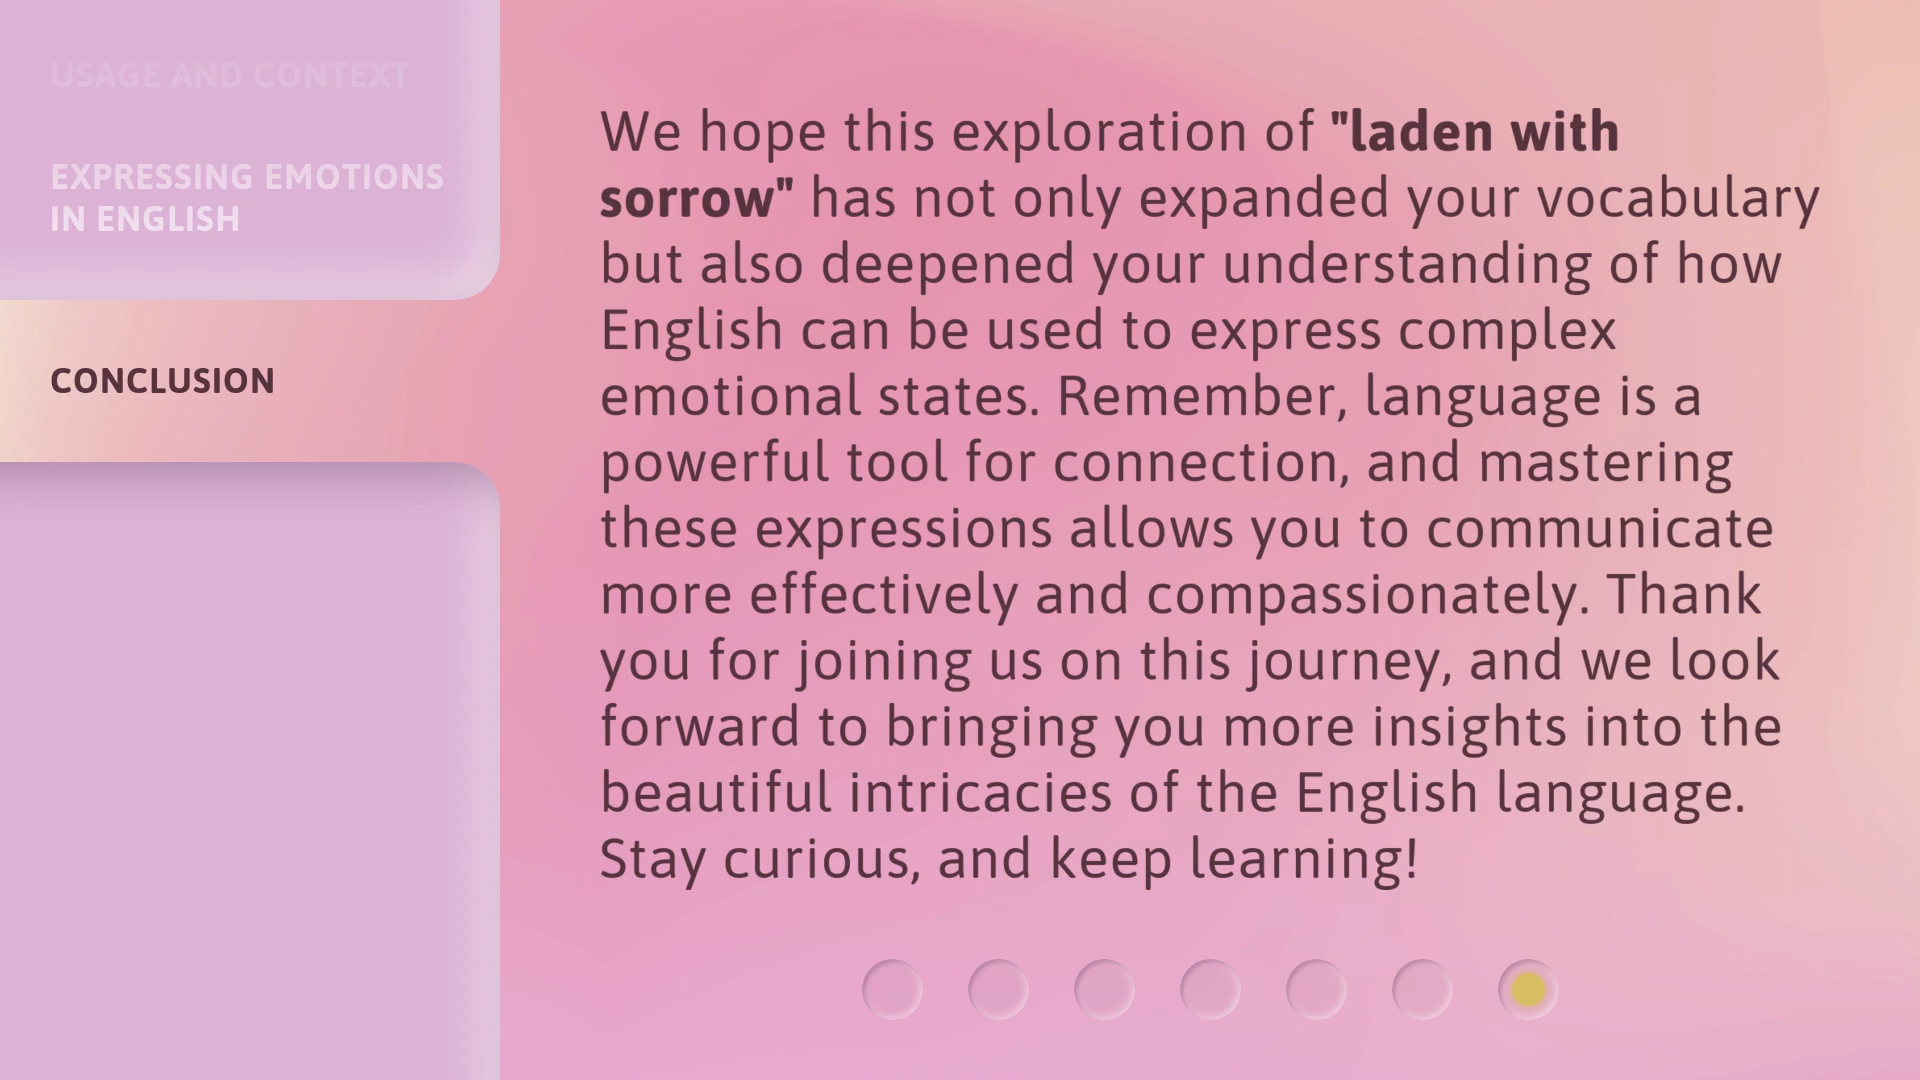 USAGE AND CONTEXT
EXPRESSING EMOTIONS
IN ENGLISH
CONCLUSION
We hope this exploration of "laden with
sorrow" has not only expanded your vocabulary
but also deepened your understanding of how
English can be used to express complex
emotional states. Remember, language is a
powerful tool for connection, and mastering
these expressions allows you to communicate
more effectively and compassionately. Thank
you for joining us on this journey, and we look
forward to bringing you more insights into the
beautiful intricacies of the English language.
Stay curious, and keep learning!